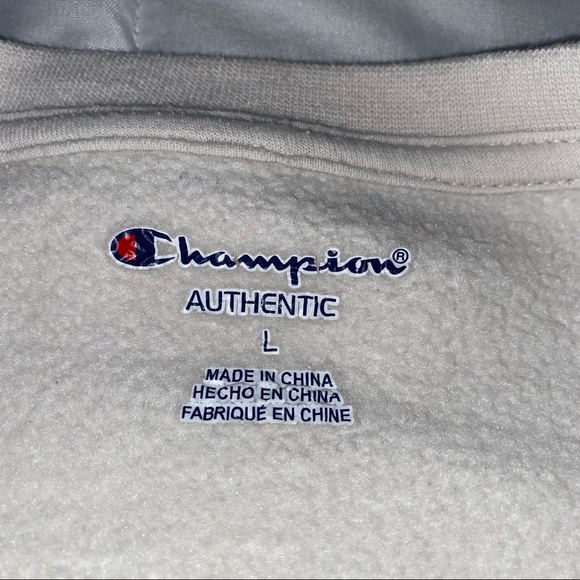 Champion®
AUTHENTIC
L
MADE IN CHINA
HECHO EN CHINA
FABRIQUÉ EN CHINE